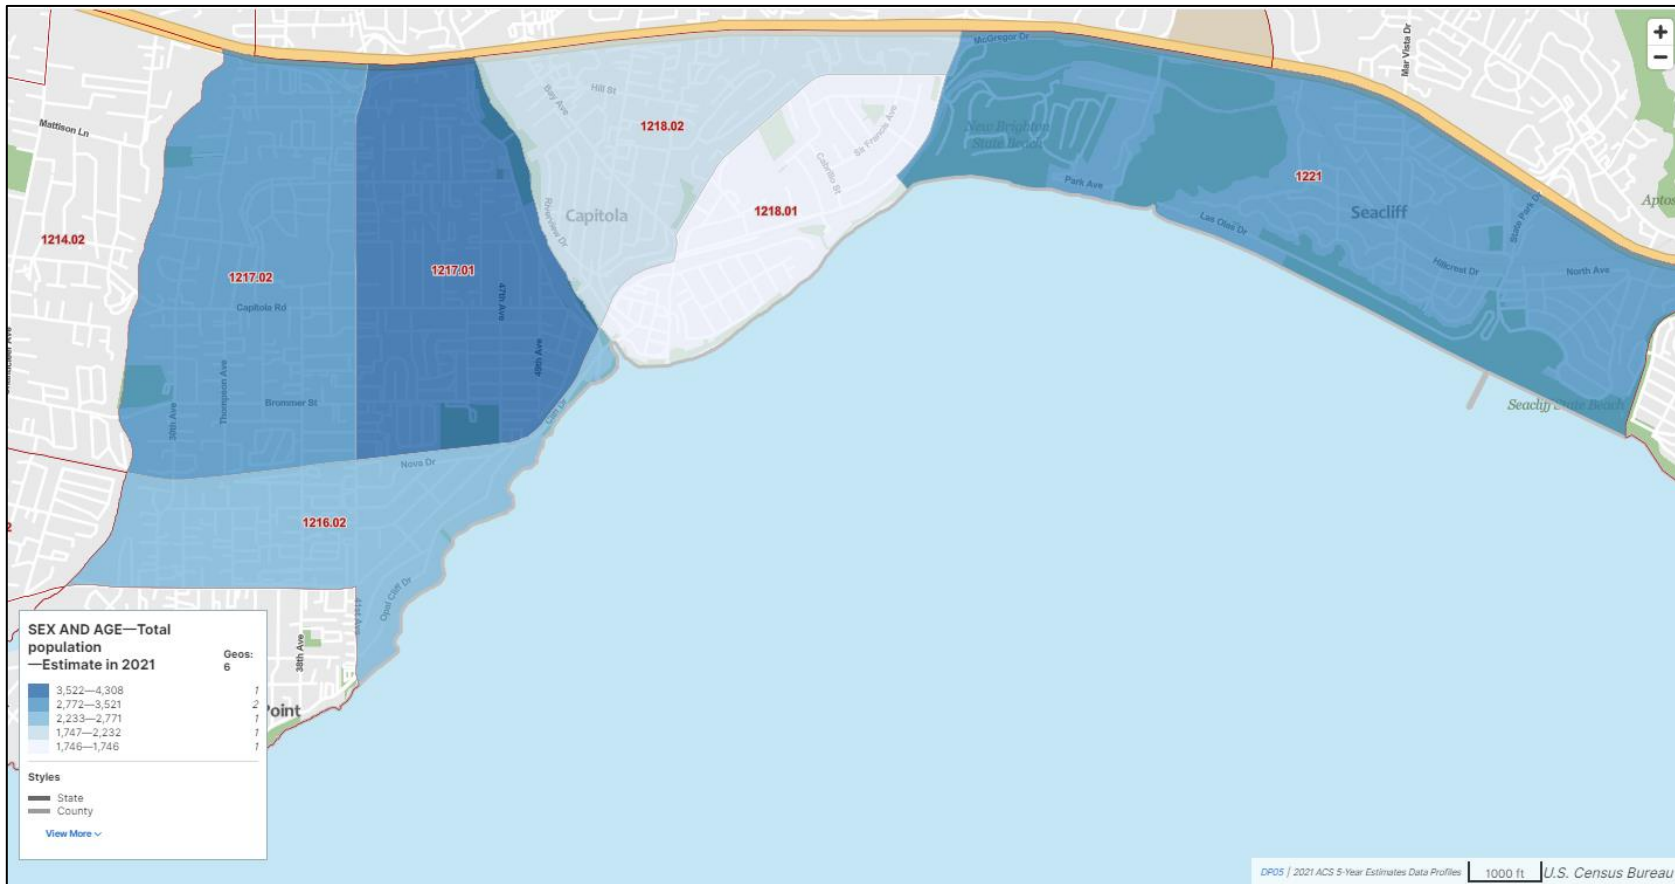 McGregor Dr
Mar Vista Dr
+
−
Bay Ave
Hill St
Mattison Ln
1218.02
Sir Francis Ave
New Brighton
State Beach
Cabrillo St
Park Ave
1221
Aptos
Riverview Dr
Capitola
1218.01
Seacliff
State Park Dr
Las Olas Dr
1214.02
1217.02
1217.01
Hillcrest Dr
North Ave
47th Ave
Capitola Rd
49th Ave
Thompson Ave
30th Ave
Brommer St
Cliff Dr
Seacliff State Beach
Nova Dr
1216.02
2
Opal Cliff Dr
41st Ave
38th Ave
Point
SEX AND AGE—Total
population
—Estimate in 2021
Geos:
6
3,522—4,308 1
2,772—3,521 2
2,233—2,771 1
1,747—2,232 1
1,746—1,746 1
Styles
State
County
View More
DP05 | 2021 ACS 5-Year Estimates Data Profiles
1000 ft
U.S. Census Bureau